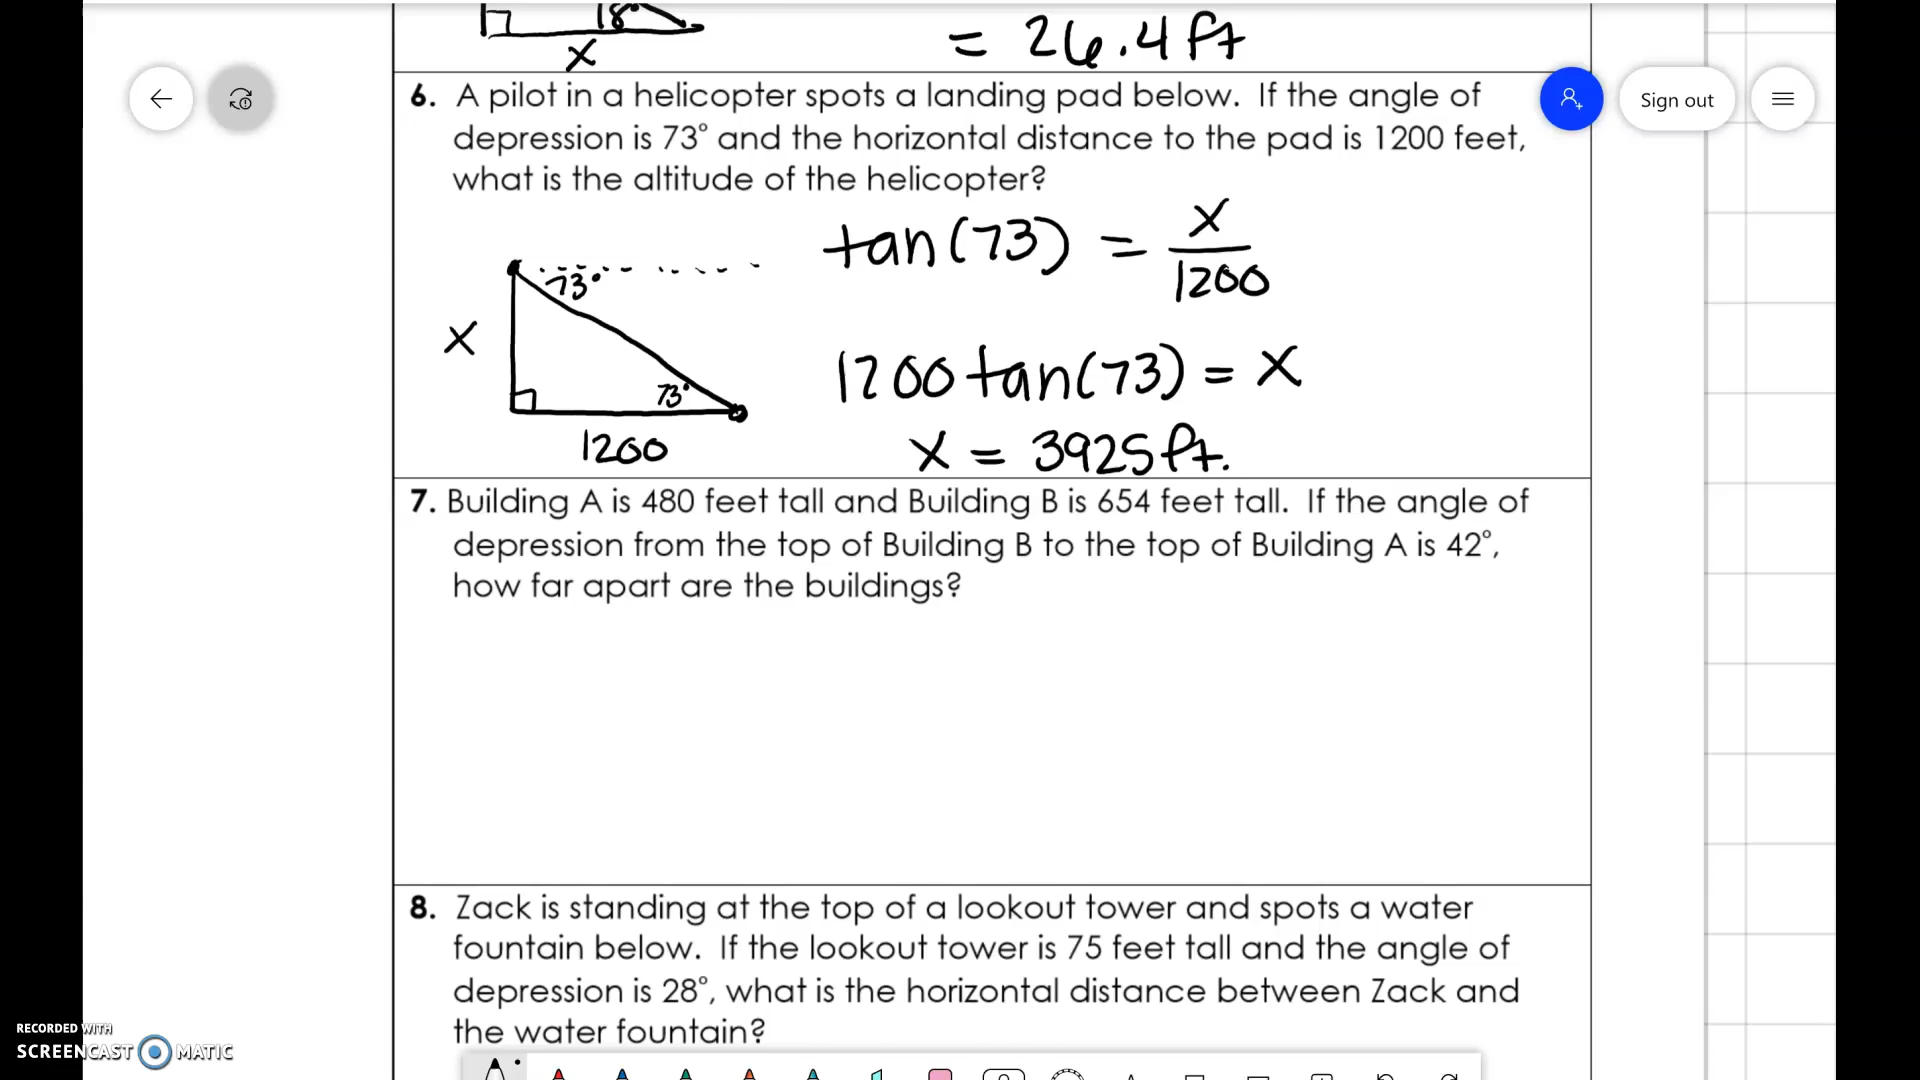 18°
x
= 26.4 ft
6. A pilot in a helicopter spots a landing pad below. If the angle of
depression is 73° and the horizontal distance to the pad is 1200 feet,
what is the altitude of the helicopter?
73°
x
73°
1200
tan(73) = x
1200
1200 tan(73) = x
x = 3925 ft.
7. Building A is 480 feet tall and Building B is 654 feet tall. If the angle of
depression from the top of Building B to the top of Building A is 42°,
how far apart are the buildings?
8. Zack is standing at the top of a lookout tower and spots a water
fountain below. If the lookout tower is 75 feet tall and the angle of
depression is 28°, what is the horizontal distance between Zack and
the water fountain?
Sign out
RECORDED WITH
SCREENCAST MATIC